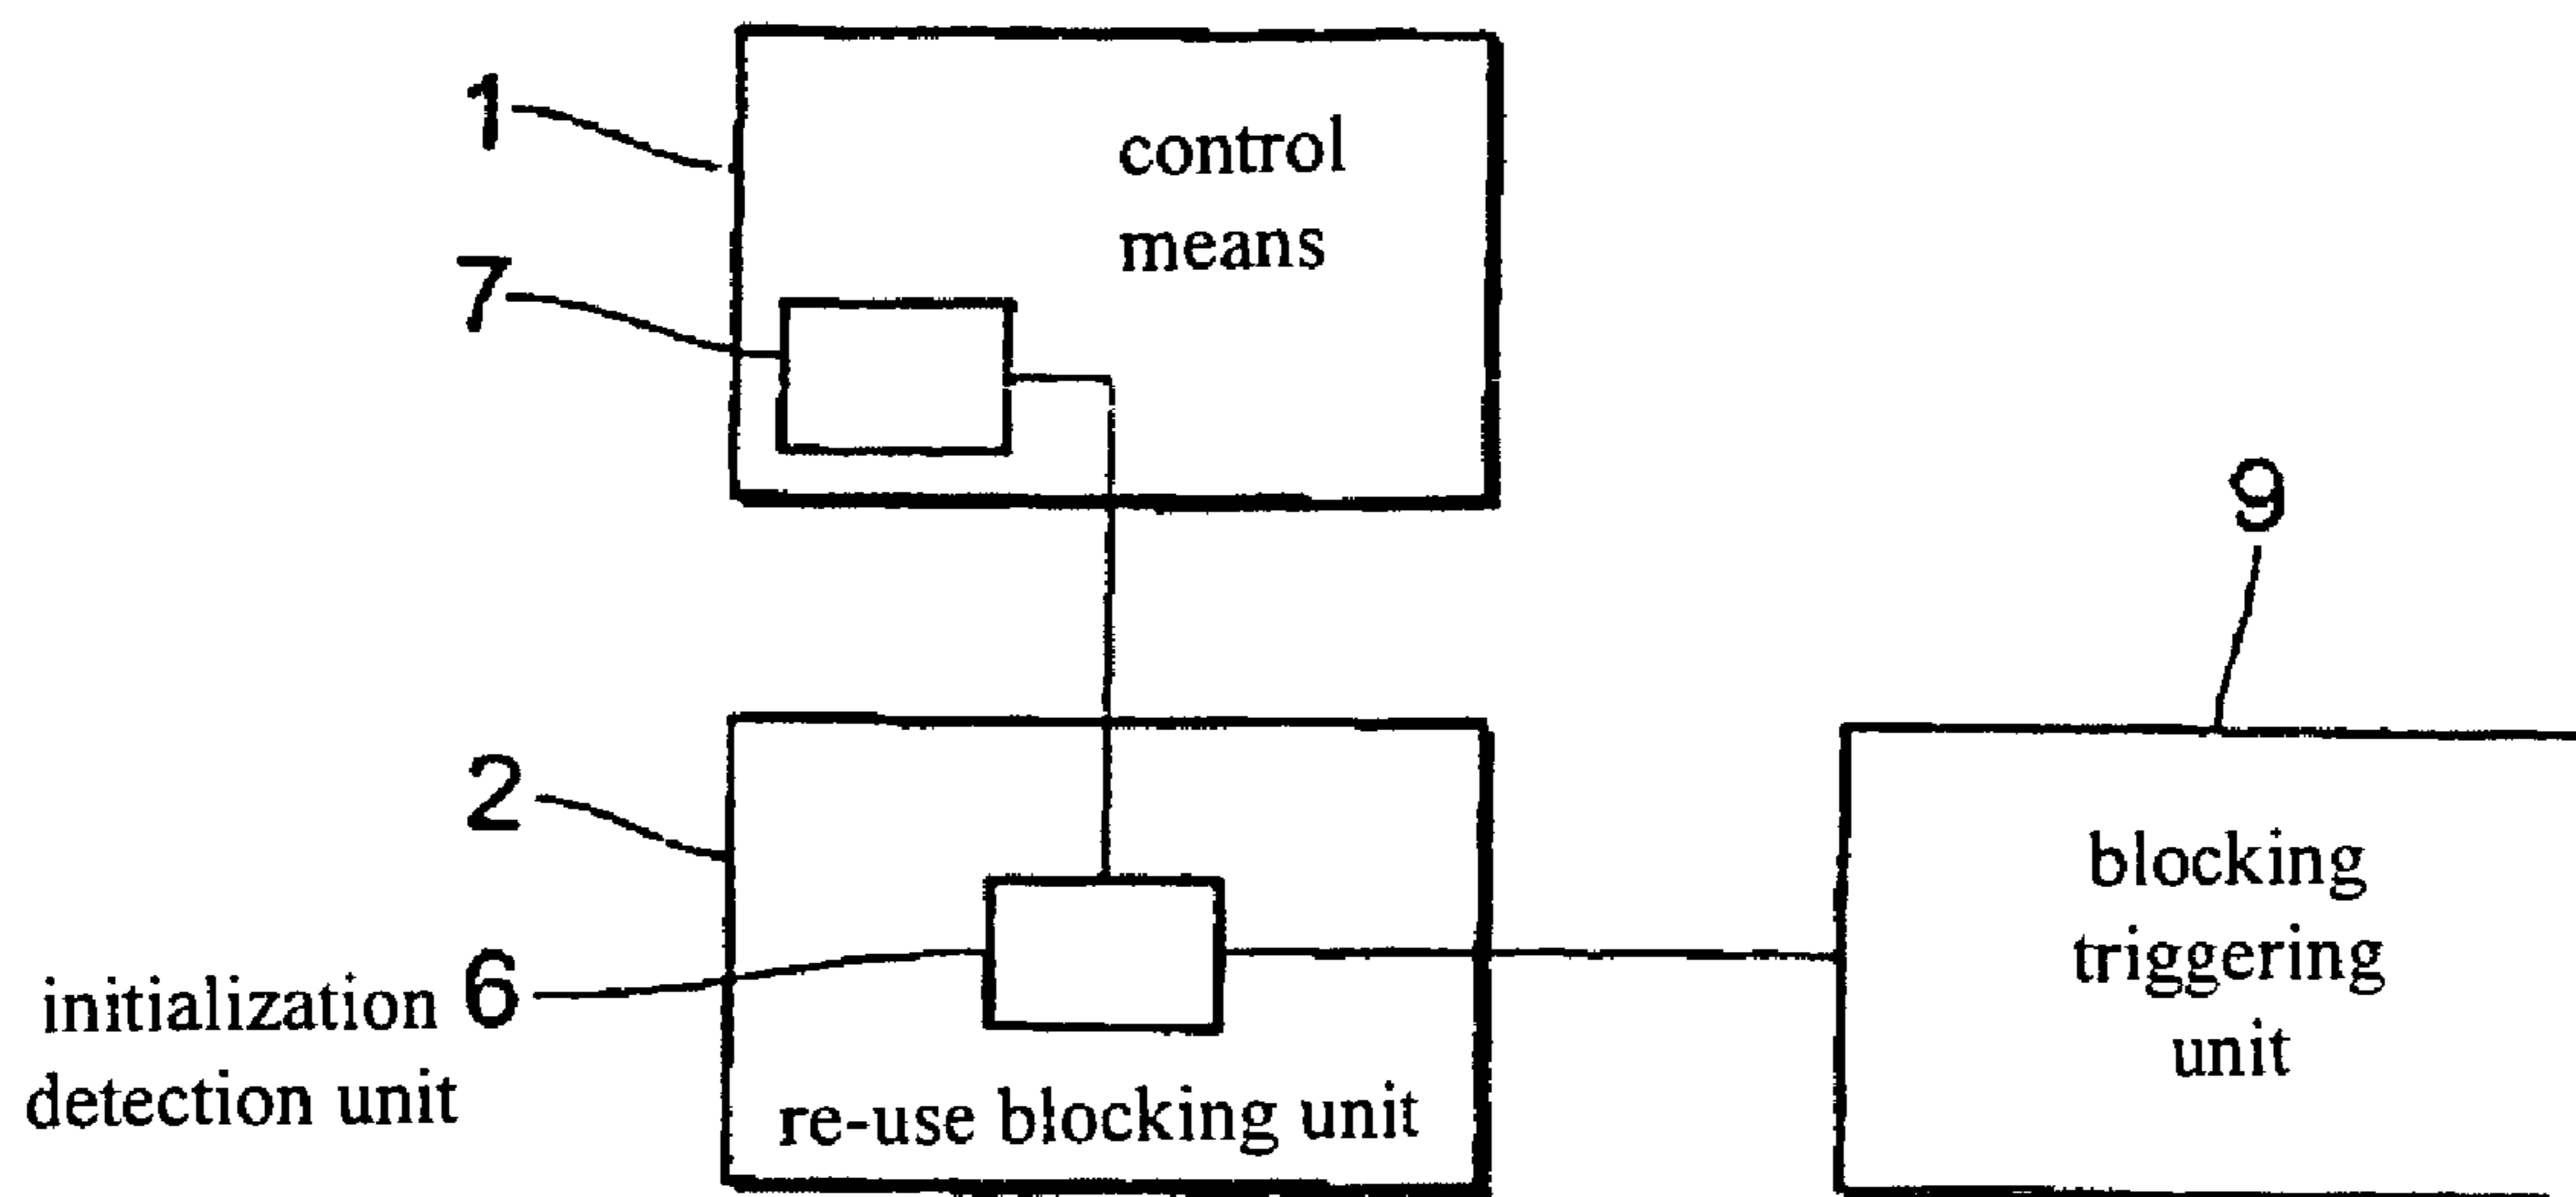 1
control
means
7
9
2
blocking
triggering
unit
6
initialization
detection unit
re-use blocking unit